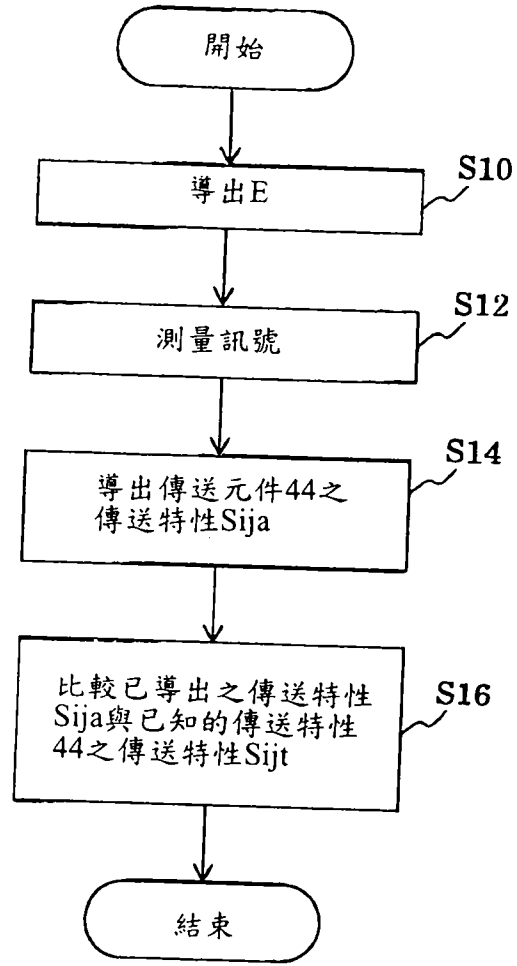 開始
導出E
S10
測量訊號
S12
導出傳送元件44之
傳送特性Sija
S14
比較已導出之傳送特性
Sija與已知的傳送特性
44之傳送特性Sijt
S16
結束